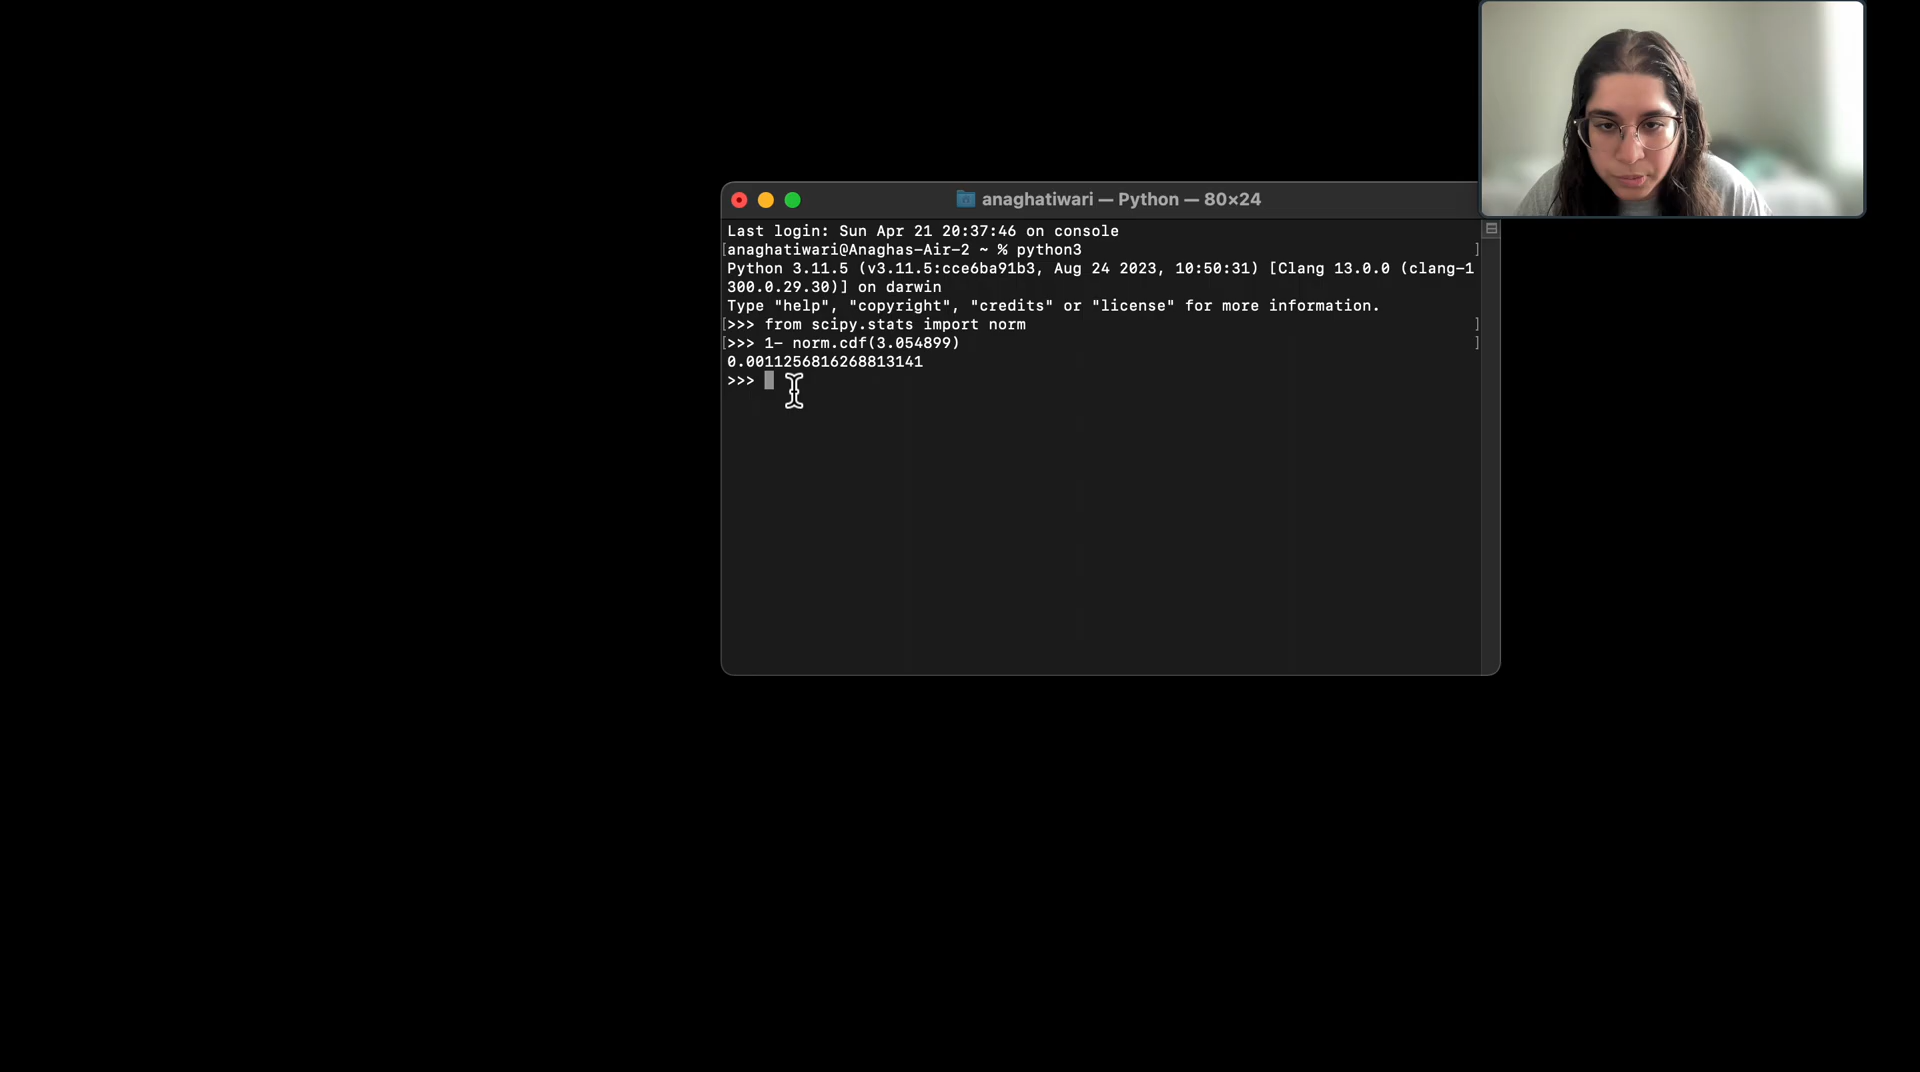 anaghatiwari — Python — 80×24
Last login: Sun Apr 21 20:37:46 on console
[anaghatiwari@Anaghas-Air-2 ~ % python3 ]
Python 3.11.5 (v3.11.5:cce6ba91b3, Aug 24 2023, 10:50:31) [Clang 13.0.0 (clang-1
300.0.29.30)] on darwin
Type "help", "copyright", "credits" or "license" for more information.
[>>> from scipy.stats import norm ]
[>>> 1- norm.cdf(3.054899) ]
0.0011256816268813141
>>>